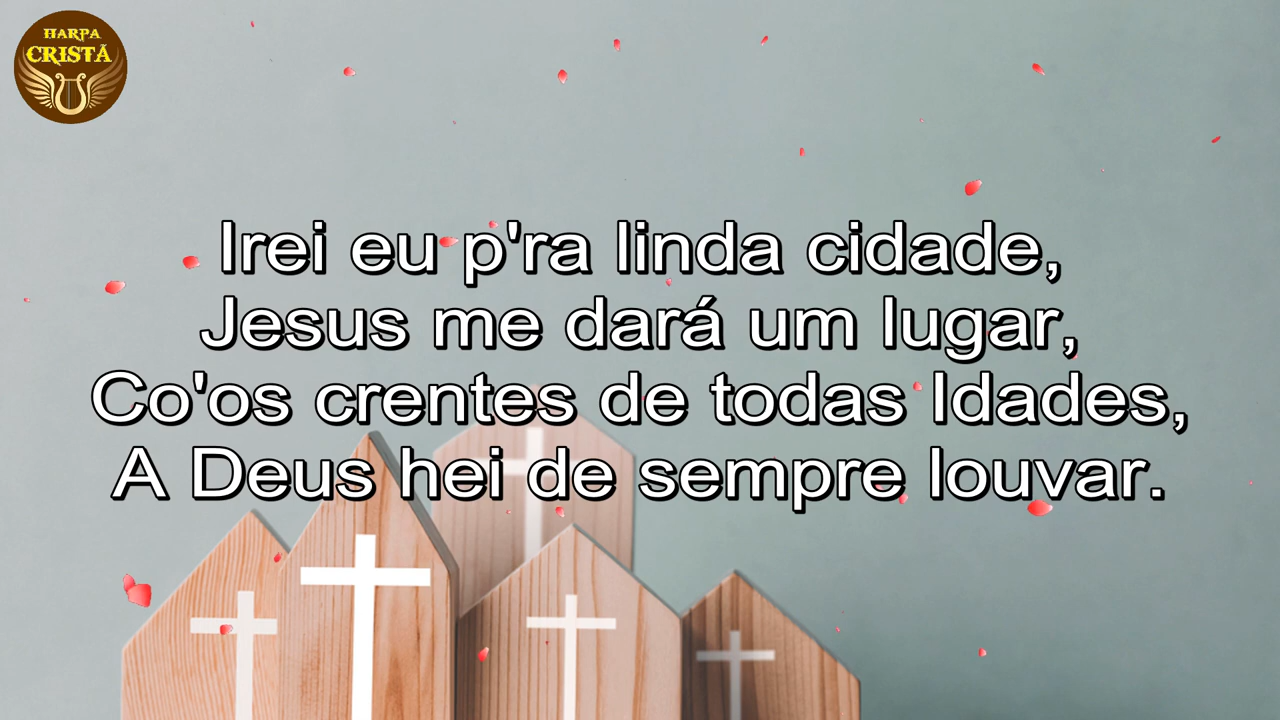 HARPA
CRISTÃ
Irei eu p'ra linda cidade,
Jesus me dará um lugar,
Co'os crentes de todas Idades,
A Deus hei de sempre louvar.